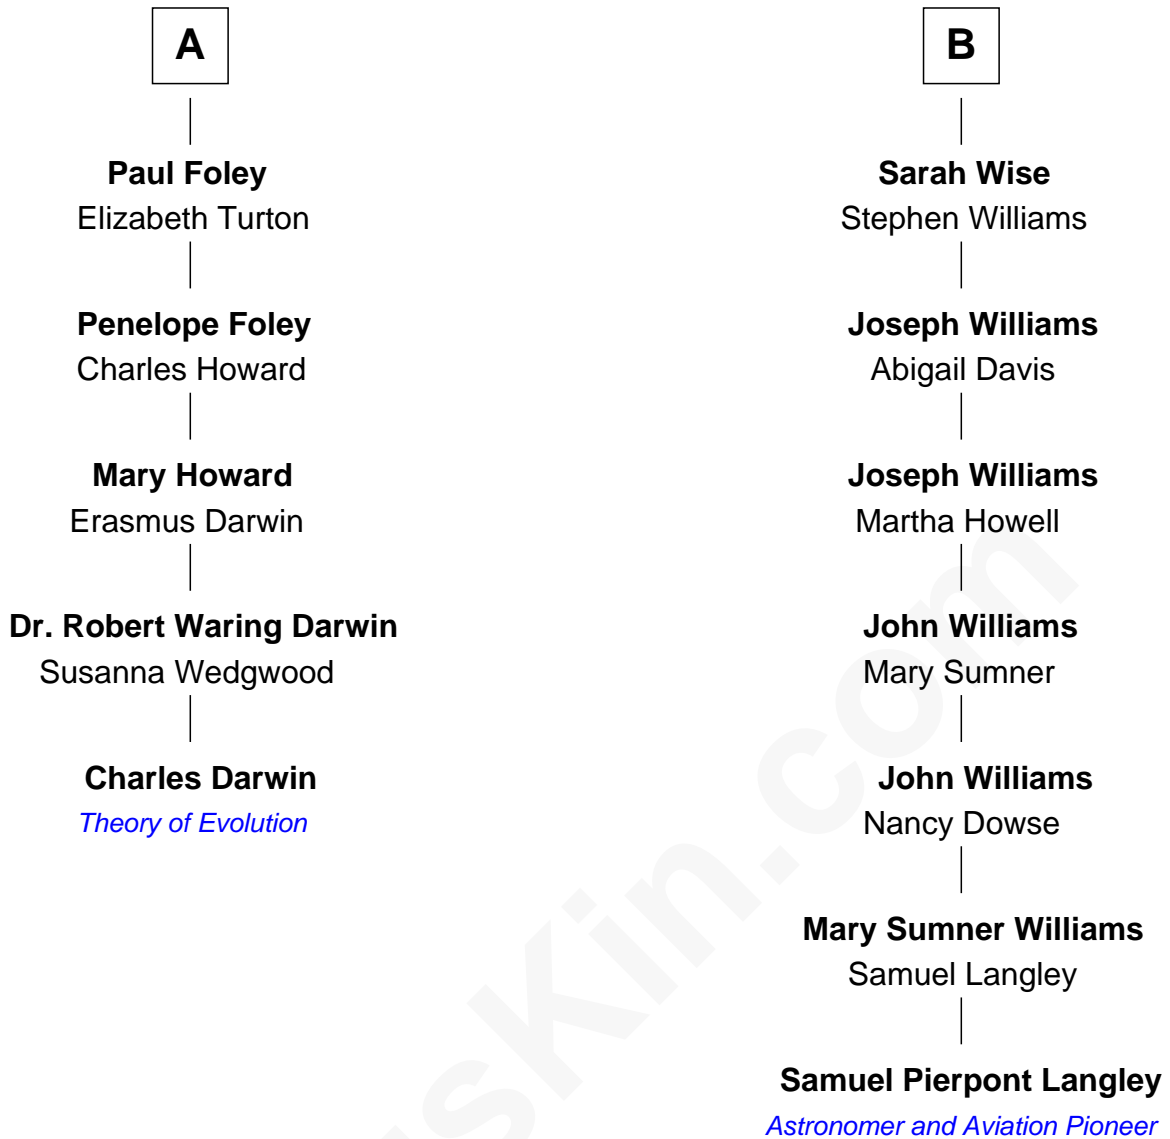 A
Paul Foley
Elizabeth Turton
Penelope Foley
Charles Howard
Mary Howard
Erasmus Darwin
Dr. Robert Waring Darwin
Susanna Wedgwood
Charles Darwin
Theory of Evolution
B
Sarah Wise
Stephen Williams
Joseph Williams
Abigail Davis
Joseph Williams
Martha Howell
John Williams
Mary Sumner
John Williams
Nancy Dowse
Mary Sumner Williams
Samuel Langley
Samuel Pierpont Langley
Astronomer and Aviation Pioneer